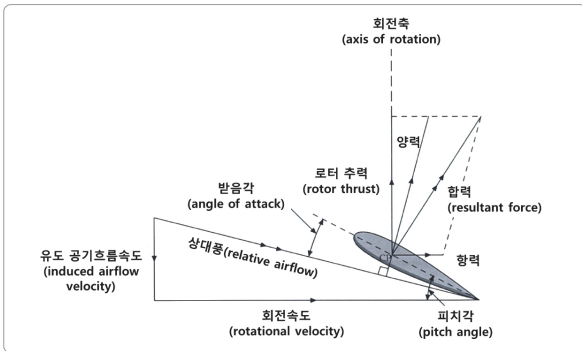 회전축
(axis of rotation)
양력
로터 추력
(rotor thrust)
받음각
(angle of attack)
합력
(resultant force)
상대풍(relative airflow)
유도 공기흐름속도
(induced airflow
velocity)
항력
회전속도
(rotational velocity)
피치각
(pitch angle)